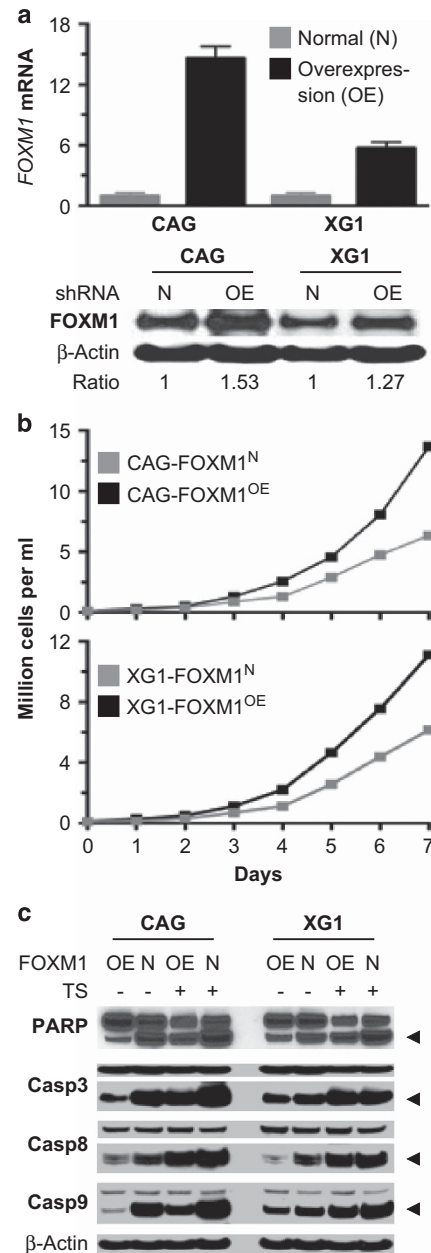 a
18
12
6
0
FOXM1 mRNA
Normal (N)
Overexpres-
sion (OE)
CAG XG1
CAG XG1
shRNA N OE N OE
FOXM1
β-Actin
Ratio 1 1.53 1 1.27
b
15
10
5
0
CAG-FOXM1N
CAG-FOXM1OE
Million cells per ml
12
8
4
0
XG1-FOXM1N
XG1-FOXM1OE
0 1 2 3 4 5 6 7
Days
c
CAG XG1
FOXM1 OE N OE N OE N OE N
TS - - + + - - + +
PARP
Casp3
Casp8
Casp9
β-Actin